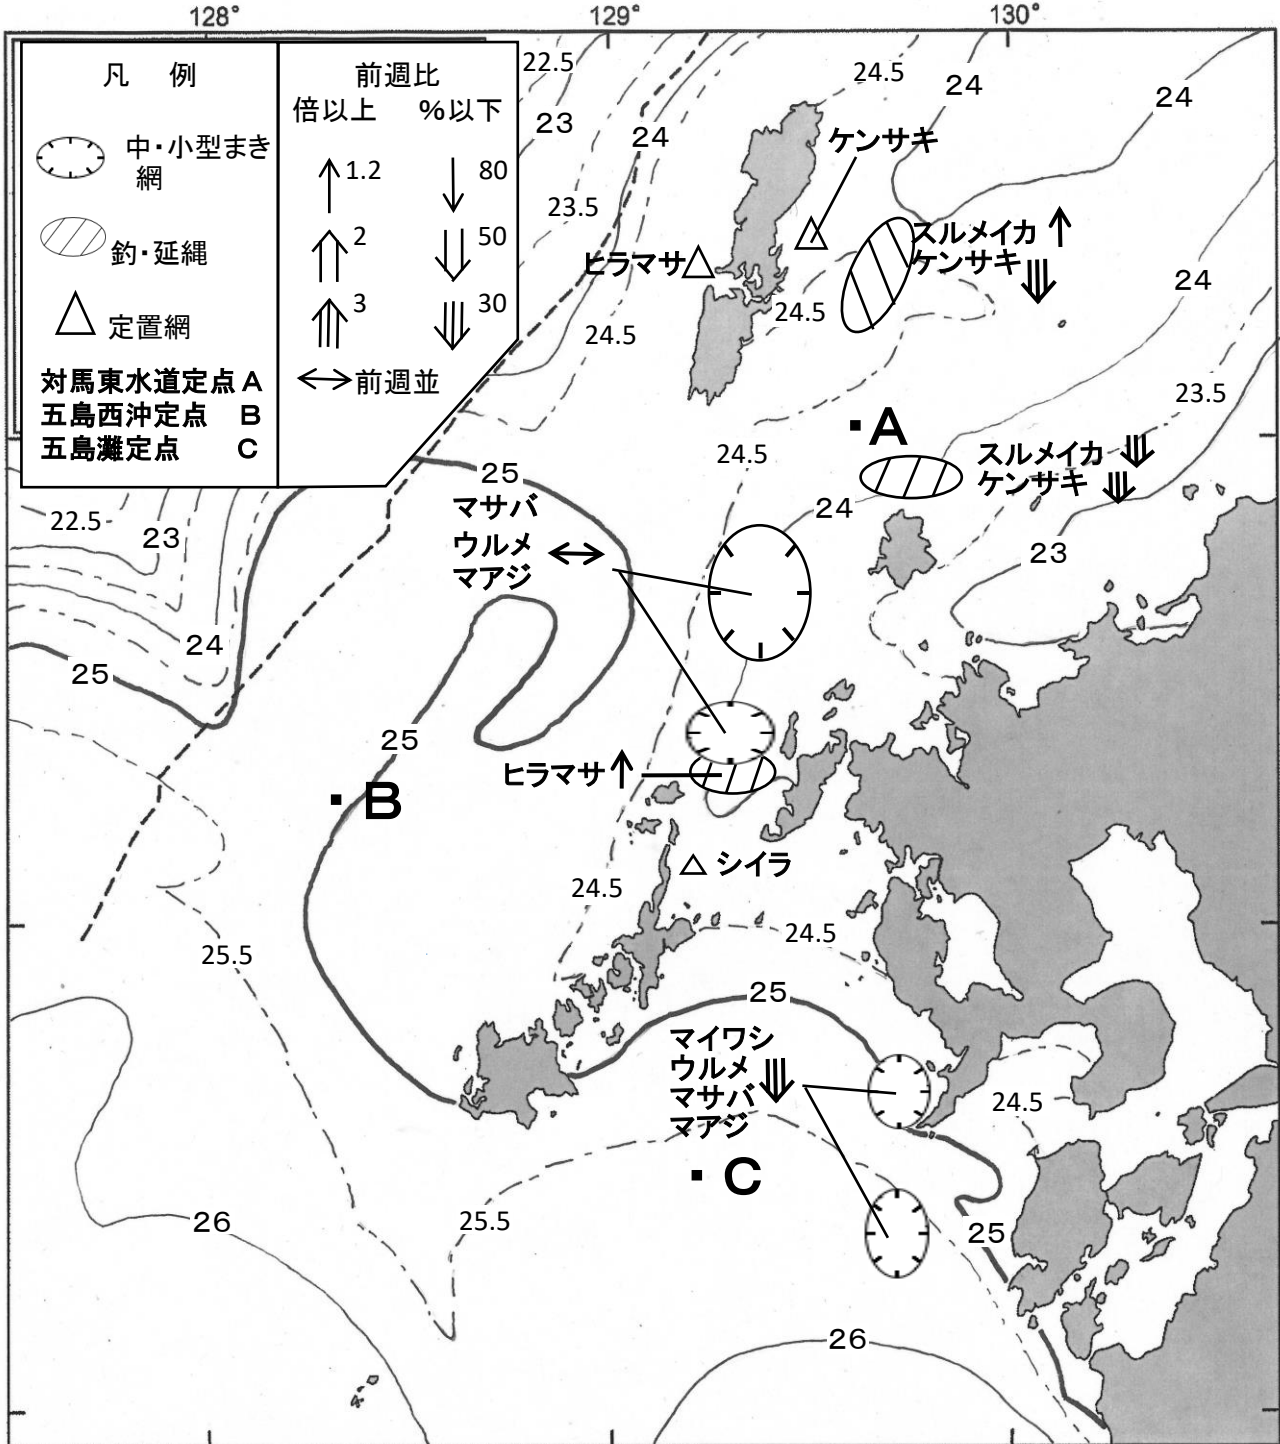 128°
129°
130°
凡 例
中・小型まき
網
釣・延縄
定置網
対馬東水道定点 A
五島西沖定点 B
五島灘定点 C
前週比
倍以上 %以下
1.2 80
2 50
3 30
前週並
22.5
23
24
23.5
24.5
24.5
24
24
ケンサキ
ヒラマサ
スルメイカ
ケンサキ
24.5
24
23.5
A
24.5
スルメイカ
ケンサキ
25
マサバ
ウルメ
マアジ
24
23
22.5
23
24
25
25
B
ヒラマサ
シイラ
24.5
24.5
25.5
25
マイワシ
ウルメ
マサバ
マアジ
24.5
C
25.5
26
25
26